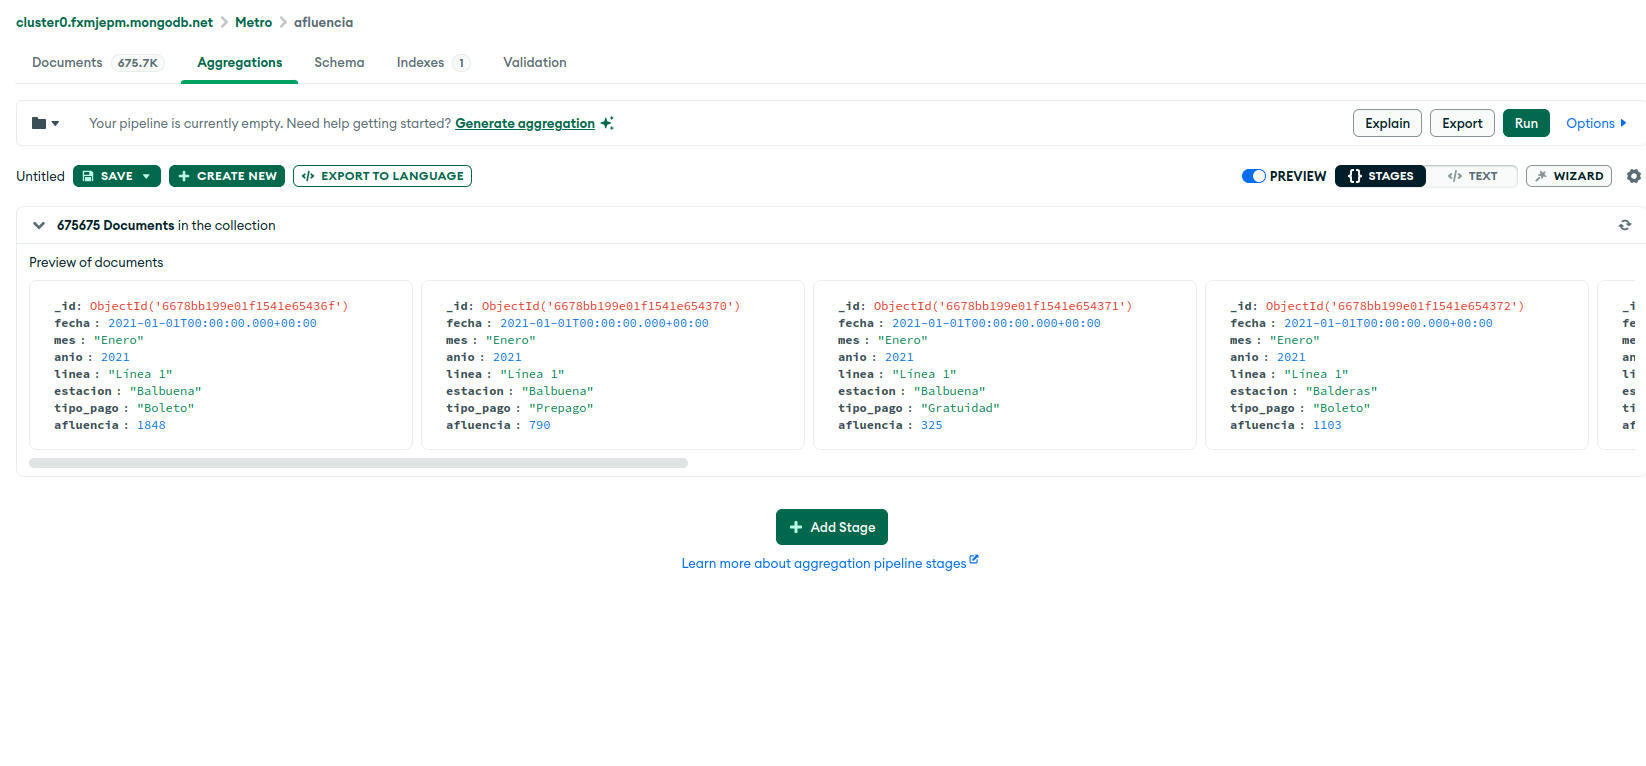 cluster0.fxmjepm.mongodb.net > Metro > afluencia
Documents 675.7K Aggregations Schema Indexes 1 Validation
Your pipeline is currently empty. Need help getting started? Generate aggregation Explain Export Run Options
Untitled SAVE CREATE NEW </> EXPORT TO LANGUAGE PREVIEW {} STAGES </> TEXT WIZARD
675675 Documents in the collection
Preview of documents
_id: ObjectId('6678bb199e01f1541e65436f')
fecha : 2021-01-01T00:00:00.000+00:00
mes : "Enero"
anio : 2021
linea : "Línea 1"
estacion : "Balbuena"
tipo_pago : "Boleto"
afluencia : 1848
_id: ObjectId('6678bb199e01f1541e654370')
fecha : 2021-01-01T00:00:00.000+00:00
mes : "Enero"
anio : 2021
linea : "Línea 1"
estacion : "Balbuena"
tipo_pago : "Prepago"
afluencia : 790
_id: ObjectId('6678bb199e01f1541e654371')
fecha : 2021-01-01T00:00:00.000+00:00
mes : "Enero"
anio : 2021
linea : "Línea 1"
estacion : "Balbuena"
tipo_pago : "Gratuidad"
afluencia : 325
_id: ObjectId('6678bb199e01f1541e654372')
fecha : 2021-01-01T00:00:00.000+00:00
mes : "Enero"
anio : 2021
linea : "Línea 1"
estacion : "Balderas"
tipo_pago : "Boleto"
afluencia : 1103
_i
fe
me
an
li
es
ti
af
Add Stage
Learn more about aggregation pipeline stages